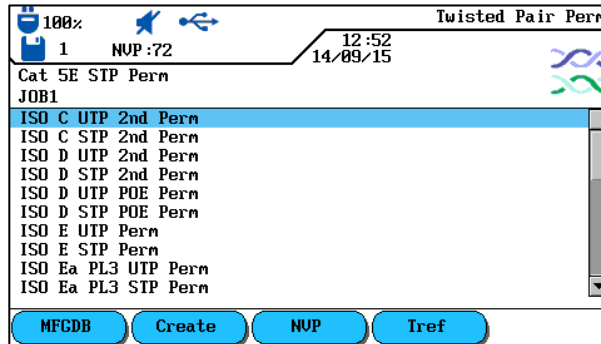 100%
Twisted Pair Perm
1 NVP:72
12:52
14/09/15
Cat 5E STP Perm
JOB1
ISO C UTP 2nd Perm
ISO C STP 2nd Perm
ISO D UTP 2nd Perm
ISO D STP 2nd Perm
ISO D UTP POE Perm
ISO D STP POE Perm
ISO E UTP Perm
ISO E STP Perm
ISO Ea PL3 UTP Perm
ISO Ea PL3 STP Perm
MFGDB Create NVP Tref